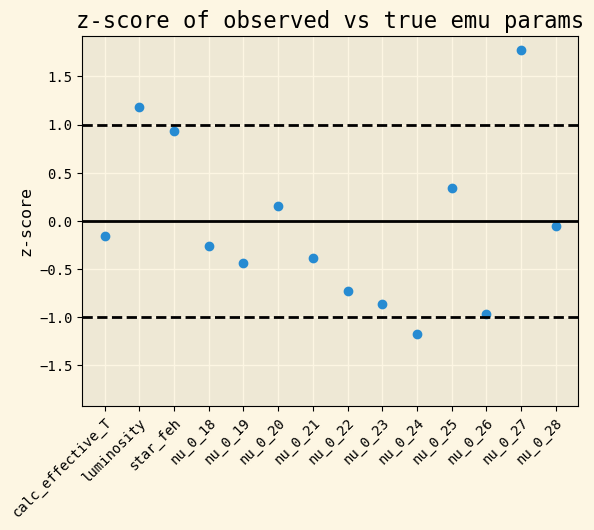 z-score of observed vs true emu params
z-score
1.5
1.0
0.5
0.0
−0.5
−1.0
−1.5
calc_effective_T
luminosity
star_feh
nu_0_18
nu_0_19
nu_0_20
nu_0_21
nu_0_22
nu_0_23
nu_0_24
nu_0_25
nu_0_26
nu_0_27
nu_0_28